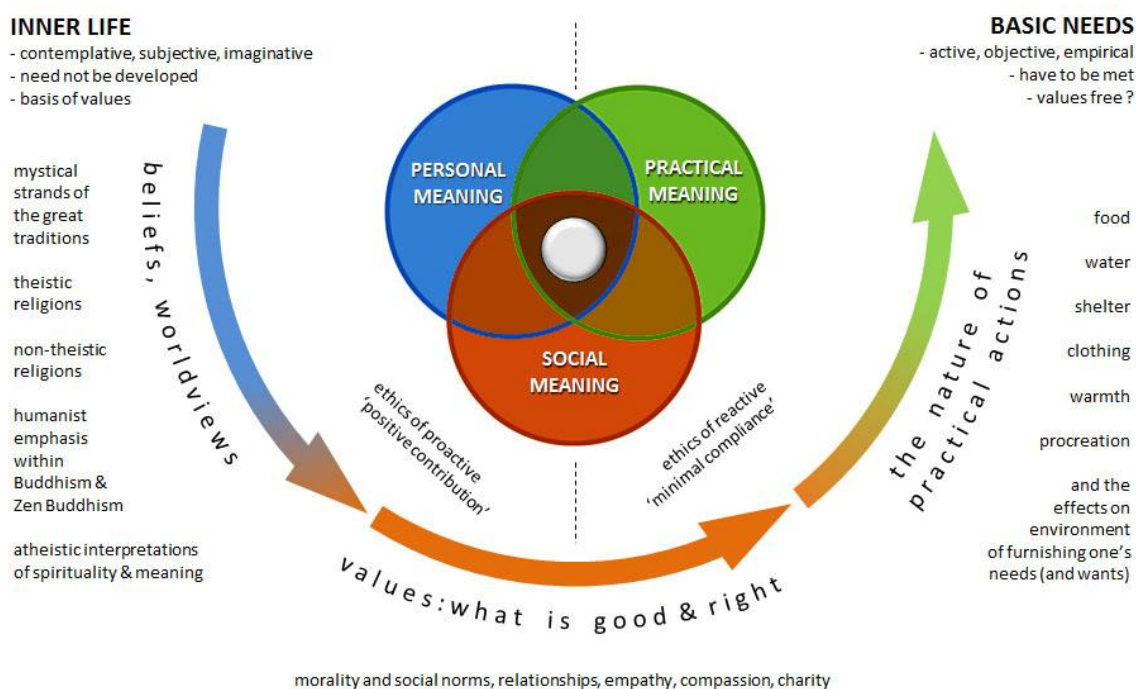 INNER LIFE
- contemplative, subjective, imaginative
- need not be developed
- basis of values
BASIC NEEDS
- active, objective, empirical
- have to be met
- values free ?
PERSONAL
MEANING
PRACTICAL
MEANING
SOCIAL
MEANING
beliefs, worldviews
mystical
strands of
the great
traditions
theistic
religions
non-theistic
religions
humanist
emphasis
within
Buddhism &
Zen Buddhism
atheistic interpretations
of spirituality & meaning
ethics of proactive
'positive contribution'
ethics of reactive
'minimal compliance'
values: what is good & right
the nature of
practical actions
food
water
shelter
clothing
warmth
procreation
and the
effects on
environment
of furnishing one's
needs (and wants)
morality and social norms, relationships, empathy, compassion, charity